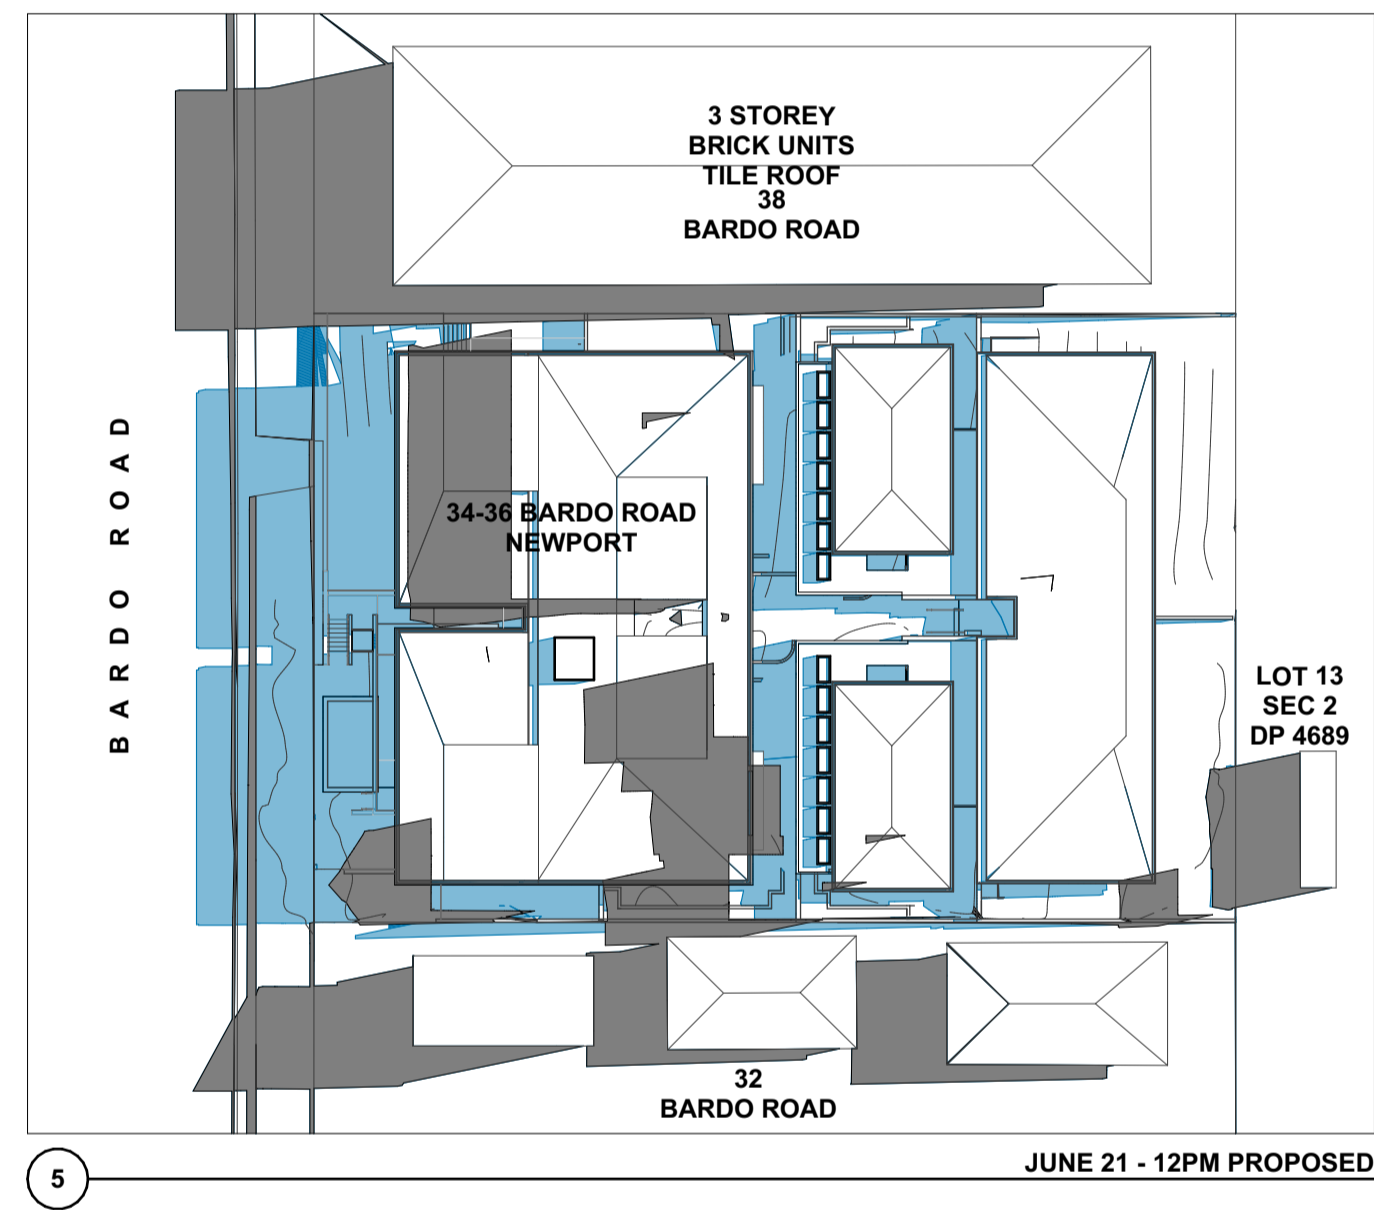 3 STOREY
BRICK UNITS
TILE ROOF
38
BARDO ROAD
BARDO ROAD
34-36 BARDO ROAD
NEWPORT
LOT 13
SEC 2
DP 4689
32
BARDO ROAD
5
JUNE 21 - 12PM PROPOSED